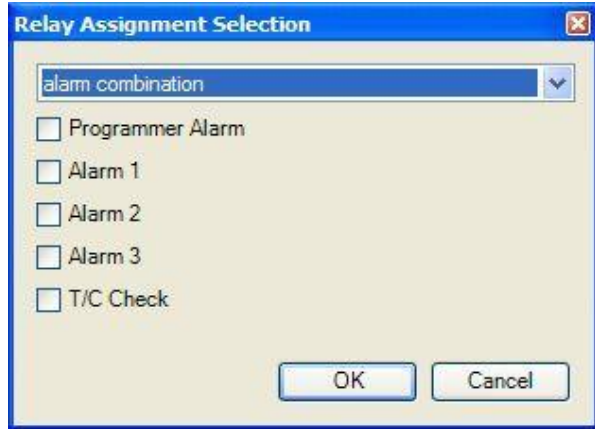 Relay Assignment Selection
alarm combination
Programmer Alarm
Alarm 1
Alarm 2
Alarm 3
T/C Check
OK Cancel